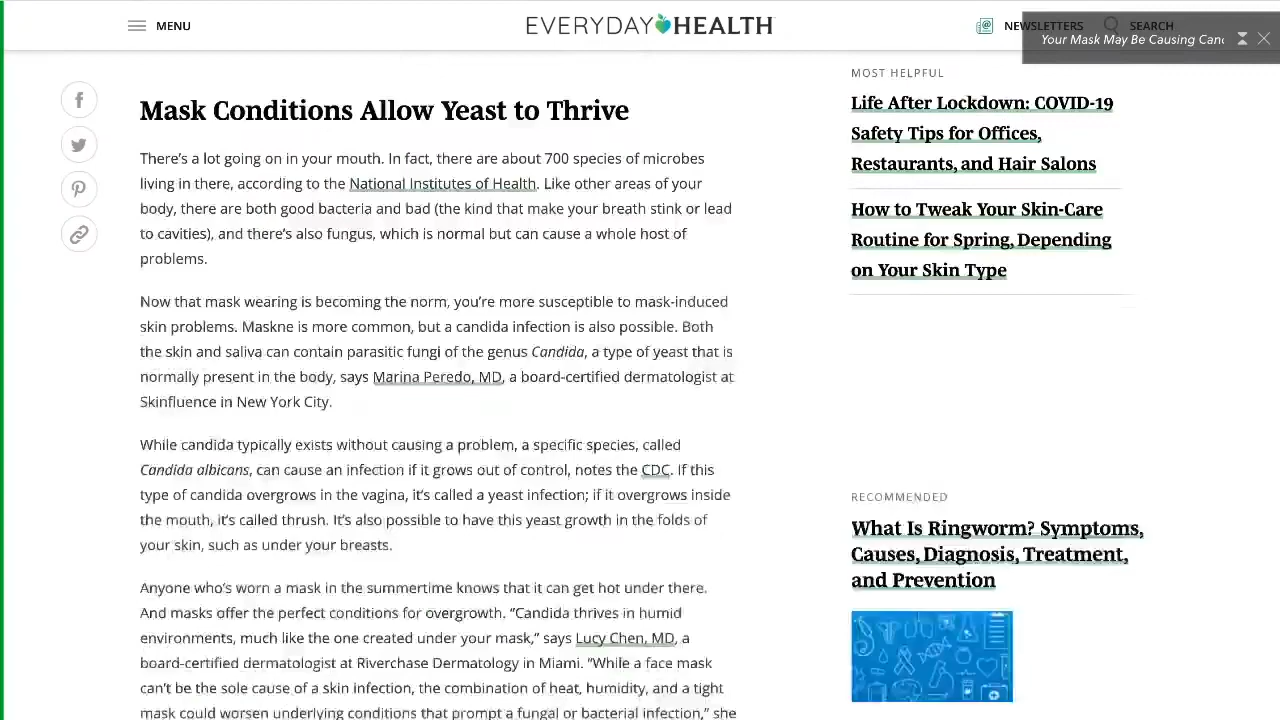 MENU
EVERYDAY HEALTH
NEWSLETTERS
SEARCH
Your Mask May Be Causing Canc
Mask Conditions Allow Yeast to Thrive
There’s a lot going on in your mouth. In fact, there are about 700 species of microbes
living in there, according to the National Institutes of Health. Like other areas of your
body, there are both good bacteria and bad (the kind that make your breath stink or lead
to cavities), and there’s also fungus, which is normal but can cause a whole host of
problems.
Now that mask wearing is becoming the norm, you’re more susceptible to mask-induced
skin problems. Maskne is more common, but a candida infection is also possible. Both
the skin and saliva can contain parasitic fungi of the genus Candida, a type of yeast that is
normally present in the body, says Marina Peredo, MD, a board-certified dermatologist at
Skinfluence in New York City.
While candida typically exists without causing a problem, a specific species, called
Candida albicans, can cause an infection if it grows out of control, notes the CDC. If this
type of candida overgrows in the vagina, it’s called a yeast infection; if it overgrows inside
the mouth, it’s called thrush. It’s also possible to have this yeast growth in the folds of
your skin, such as under your breasts.
Anyone who’s worn a mask in the summertime knows that it can get hot under there.
And masks offer the perfect conditions for overgrowth. “Candida thrives in humid
environments, much like the one created under your mask,” says Lucy Chen, MD, a
board-certified dermatologist at Riverchase Dermatology in Miami. “While a face mask
can’t be the sole cause of a skin infection, the combination of heat, humidity, and a tight
mask could worsen underlying conditions that prompt a fungal or bacterial infection,” she
MOST HELPFUL
Life After Lockdown: COVID-19
Safety Tips for Offices,
Restaurants, and Hair Salons
How to Tweak Your Skin-Care
Routine for Spring, Depending
on Your Skin Type
RECOMMENDED
What Is Ringworm? Symptoms,
Causes, Diagnosis, Treatment,
and Prevention